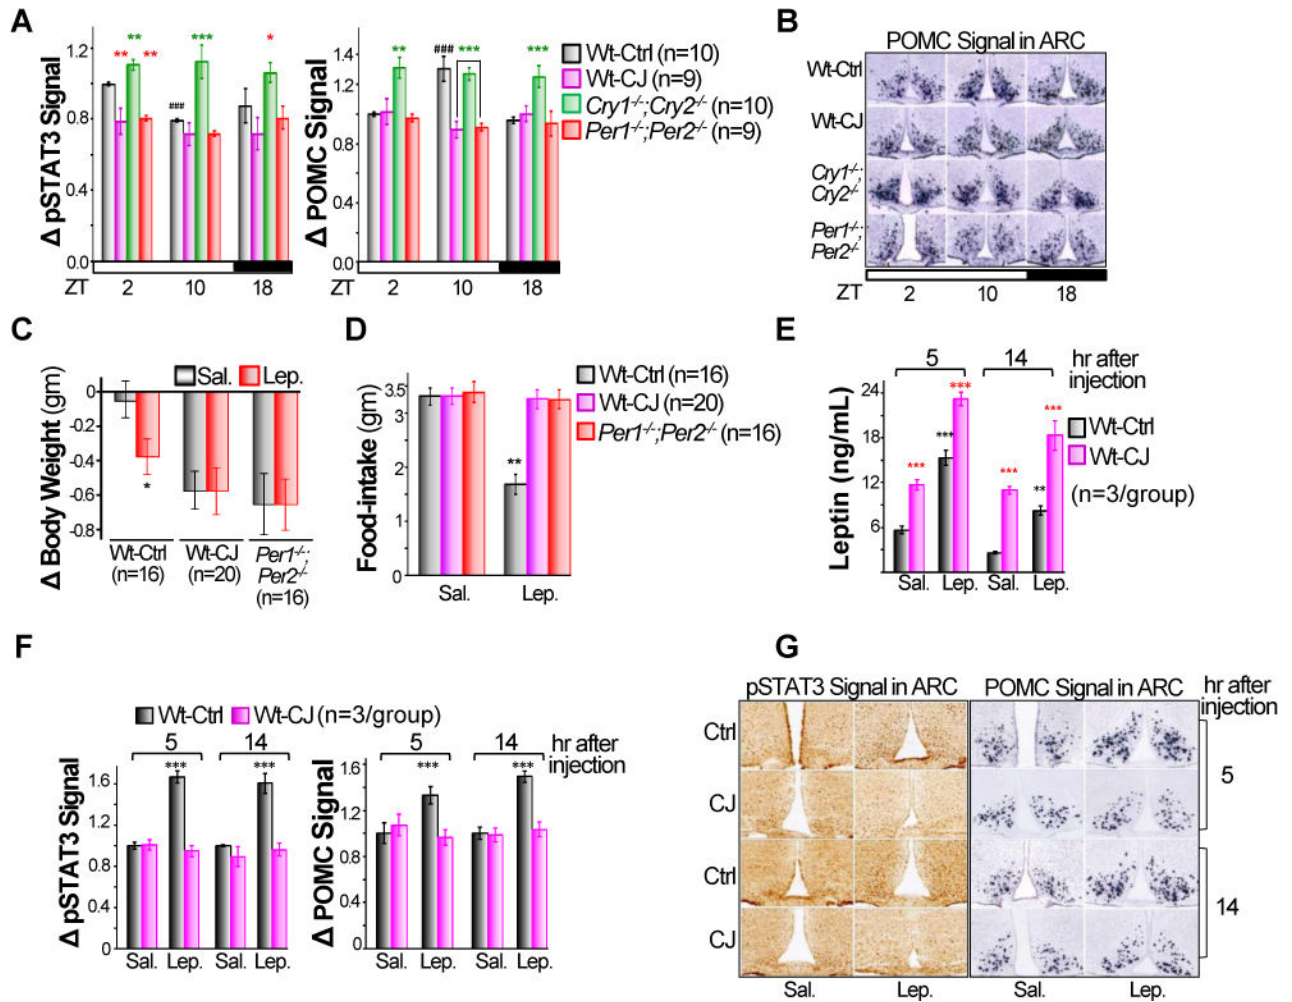 A
Δ pSTAT3 Signal
1.2
0.8
0.4
0.0
** ** ** ### *** *
ZT 2 10 18
Δ POMC Signal
1.4
1.2
0.8
0.4
0.0
** ### *** ***
ZT 2 10 18
Wt-Ctrl (n=10)
Wt-CJ (n=9)
Cry1-/-;Cry2-/- (n=10)
Per1-/-;Per2-/- (n=9)
B
POMC Signal in ARC
Wt-Ctrl
Wt-CJ
Cry1-/-;
Cry2-/-
Per1-/-;
Per2-/-
ZT 2 10 18
C
Δ Body Weight (gm)
Sal. Lep.
-0
-0.2
-0.4
-0.6
-0.8
*
Wt-Ctrl
(n=16)
Wt-CJ
(n=20)
Per1-/-;
Per2-/-
(n=16)
D
Food-intake (gm)
3.5
3
2
1
0
**
Sal. Lep.
Wt-Ctrl (n=16)
Wt-CJ (n=20)
Per1-/-;Per2-/- (n=16)
E
5 14 hr after
injection
Leptin (ng/mL)
24
18
12
6
*** *** *** *** ** ***
Sal. Lep. Sal. Lep.
Wt-Ctrl
Wt-CJ
(n=3/group)
F
Wt-Ctrl Wt-CJ (n=3/group)
5 14
Δ pSTAT3 Signal
1.6
1.2
0.8
0.4
0
*** ***
Sal. Lep. Sal. Lep.
5 14 hr after
injection
Δ POMC Signal
1.6
1.2
0.8
0.4
0
*** ***
Sal. Lep. Sal. Lep.
G
pSTAT3 Signal in ARC
POMC Signal in ARC
hr after
injection
Ctrl
CJ
5
Ctrl
CJ
14
Sal. Lep. Sal. Lep.